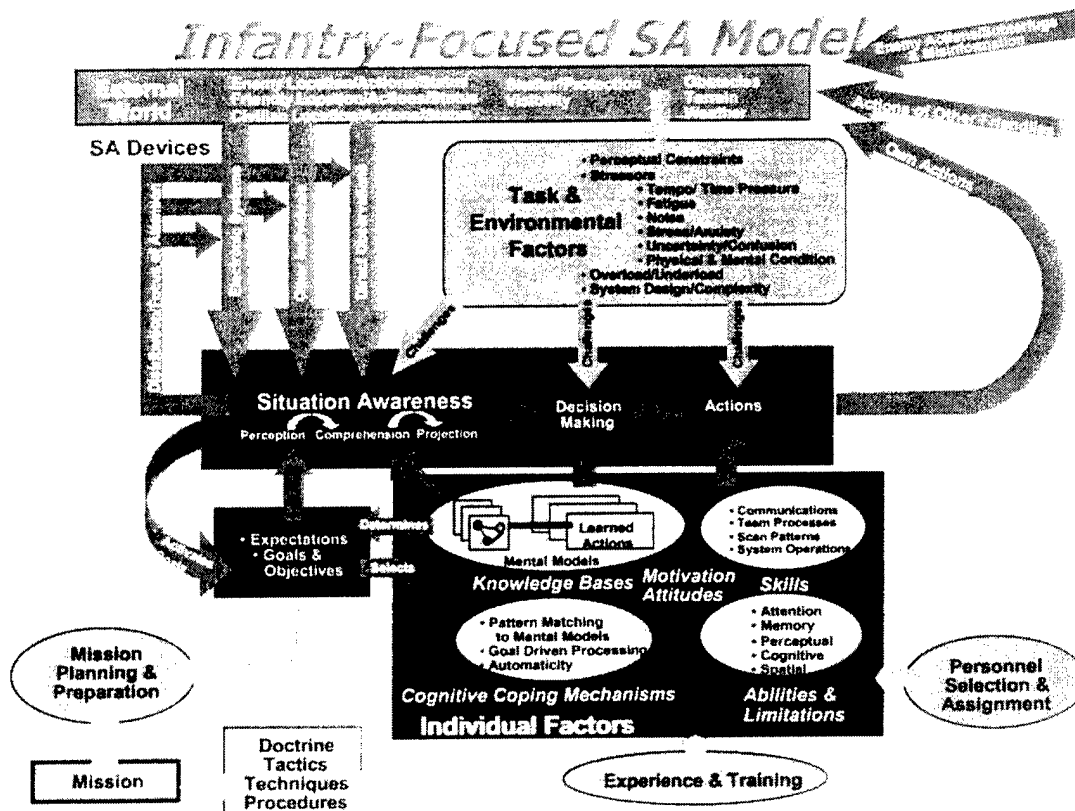 Infantry-Focused SA Model
External
World
Terrain
Weather
SA Devices
Actions of Other Friendlies
Own Actions
Task &
Environmental
Factors
• Perceptual Constraints
• Stressors
• Tempo/ Time Pressure
• Fatigue
• Noise
• Stress/Anxiety
• Uncertainty/Confusion
• Physical & Mental Condition
• Overload/Underload
• System Design/Complexity
Challenges
Challenges
Challenges
Situation Awareness
Perception
Comprehension
Projection
Decision
Making
Actions
• Expectations
• Goals &
Objectives
Determines
Selects
Learned
Actions
Mental Models
Knowledge Bases
Motivation
Attitudes
• Communications
• Team Processes
• Scan Patterns
• System Operations
Skills
• Pattern Matching
to Mental Models
• Goal Driven Processing
• Automaticity
Cognitive Coping Mechanisms
• Attention
• Memory
• Perceptual
• Cognitive
• Spatial
Abilities &
Limitations
Individual Factors
Mission
Planning &
Preparation
Personnel
Selection &
Assignment
Mission
Doctrine
Tactics
Techniques
Procedures
Experience & Training